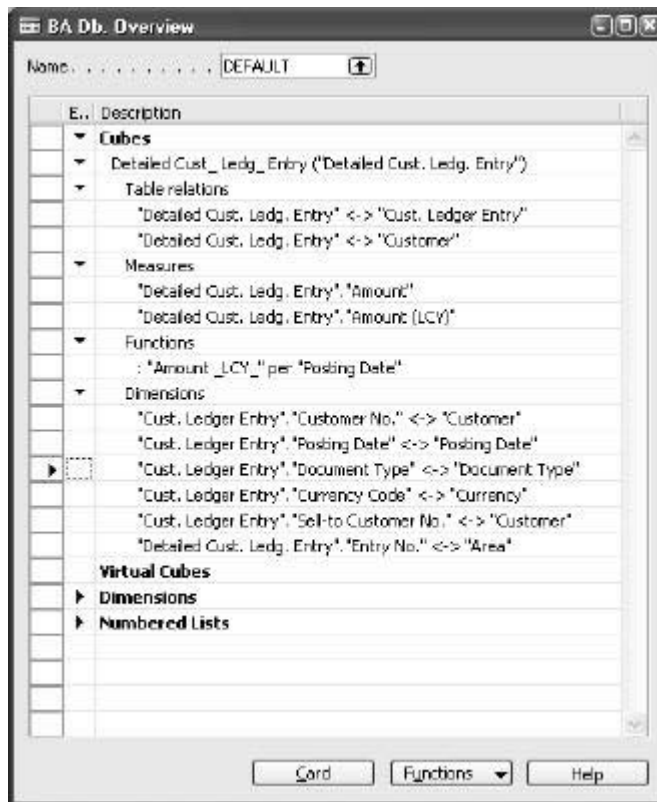 BA Db. Overview
Name. . . . . . . . . . DEFAULT
E.. Description
Cubes
Detailed Cust_ Ledg_ Entry ("Detailed Cust. Ledg. Entry")
Table relations
"Detailed Cust. Ledg. Entry" <-> "Cust. Ledger Entry"
"Detailed Cust. Ledg. Entry" <-> "Customer"
Measures
"Detailed Cust. Ledg. Entry"."Amount"
"Detailed Cust. Ledg. Entry"."Amount (LCY)"
Functions
: "Amount _LCY_" per "Posting Date"
Dimensions
"Cust. Ledger Entry"."Customer No." <-> "Customer"
"Cust. Ledger Entry"."Posting Date" <-> "Posting Date"
"Cust. Ledger Entry"."Document Type" <-> "Document Type"
"Cust. Ledger Entry"."Currency Code" <-> "Currency"
"Cust. Ledger Entry"."Sell-to Customer No." <-> "Customer"
"Detailed Cust. Ledg. Entry"."Entry No." <-> "Area"
Virtual Cubes
Dimensions
Numbered Lists
Card Functions Help